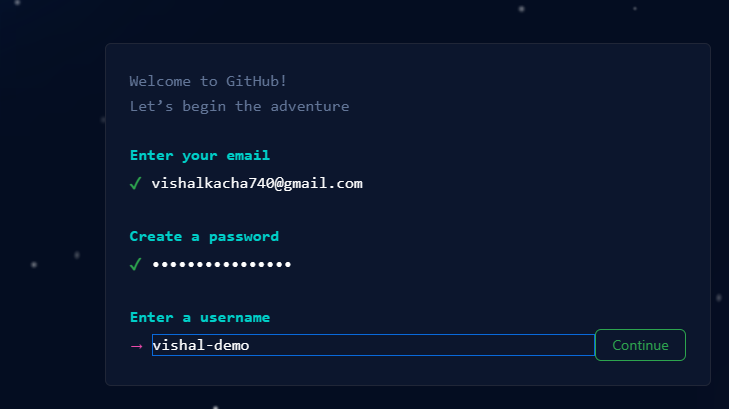 Welcome to GitHub!
Let’s begin the adventure
Enter your email
✓ vishalkacha740@gmail.com
Create a password
✓ ••••••••••••••••
Enter a username
→ vishal-demo Continue